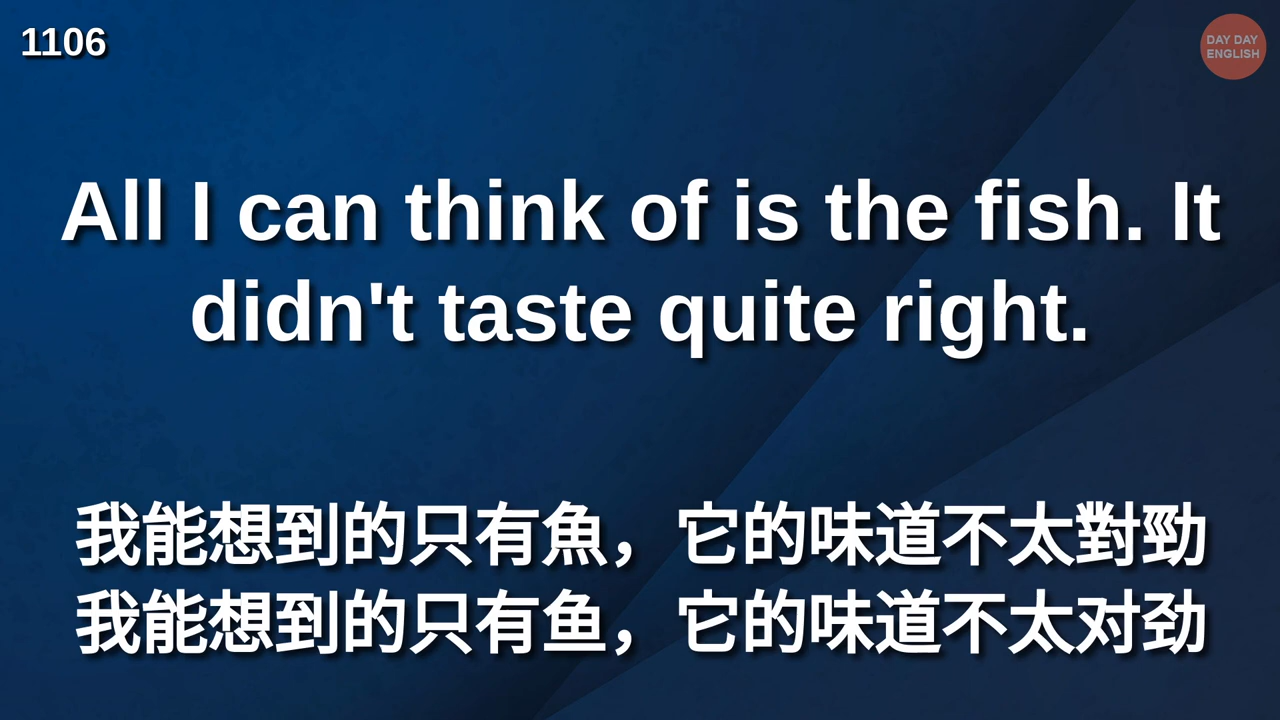 1106
DAY DAY
ENGLISH
All I can think of is the fish. It
didn't taste quite right.
我能想到的只有魚，它的味道不太對勁
我能想到的只有鱼，它的味道不太对劲